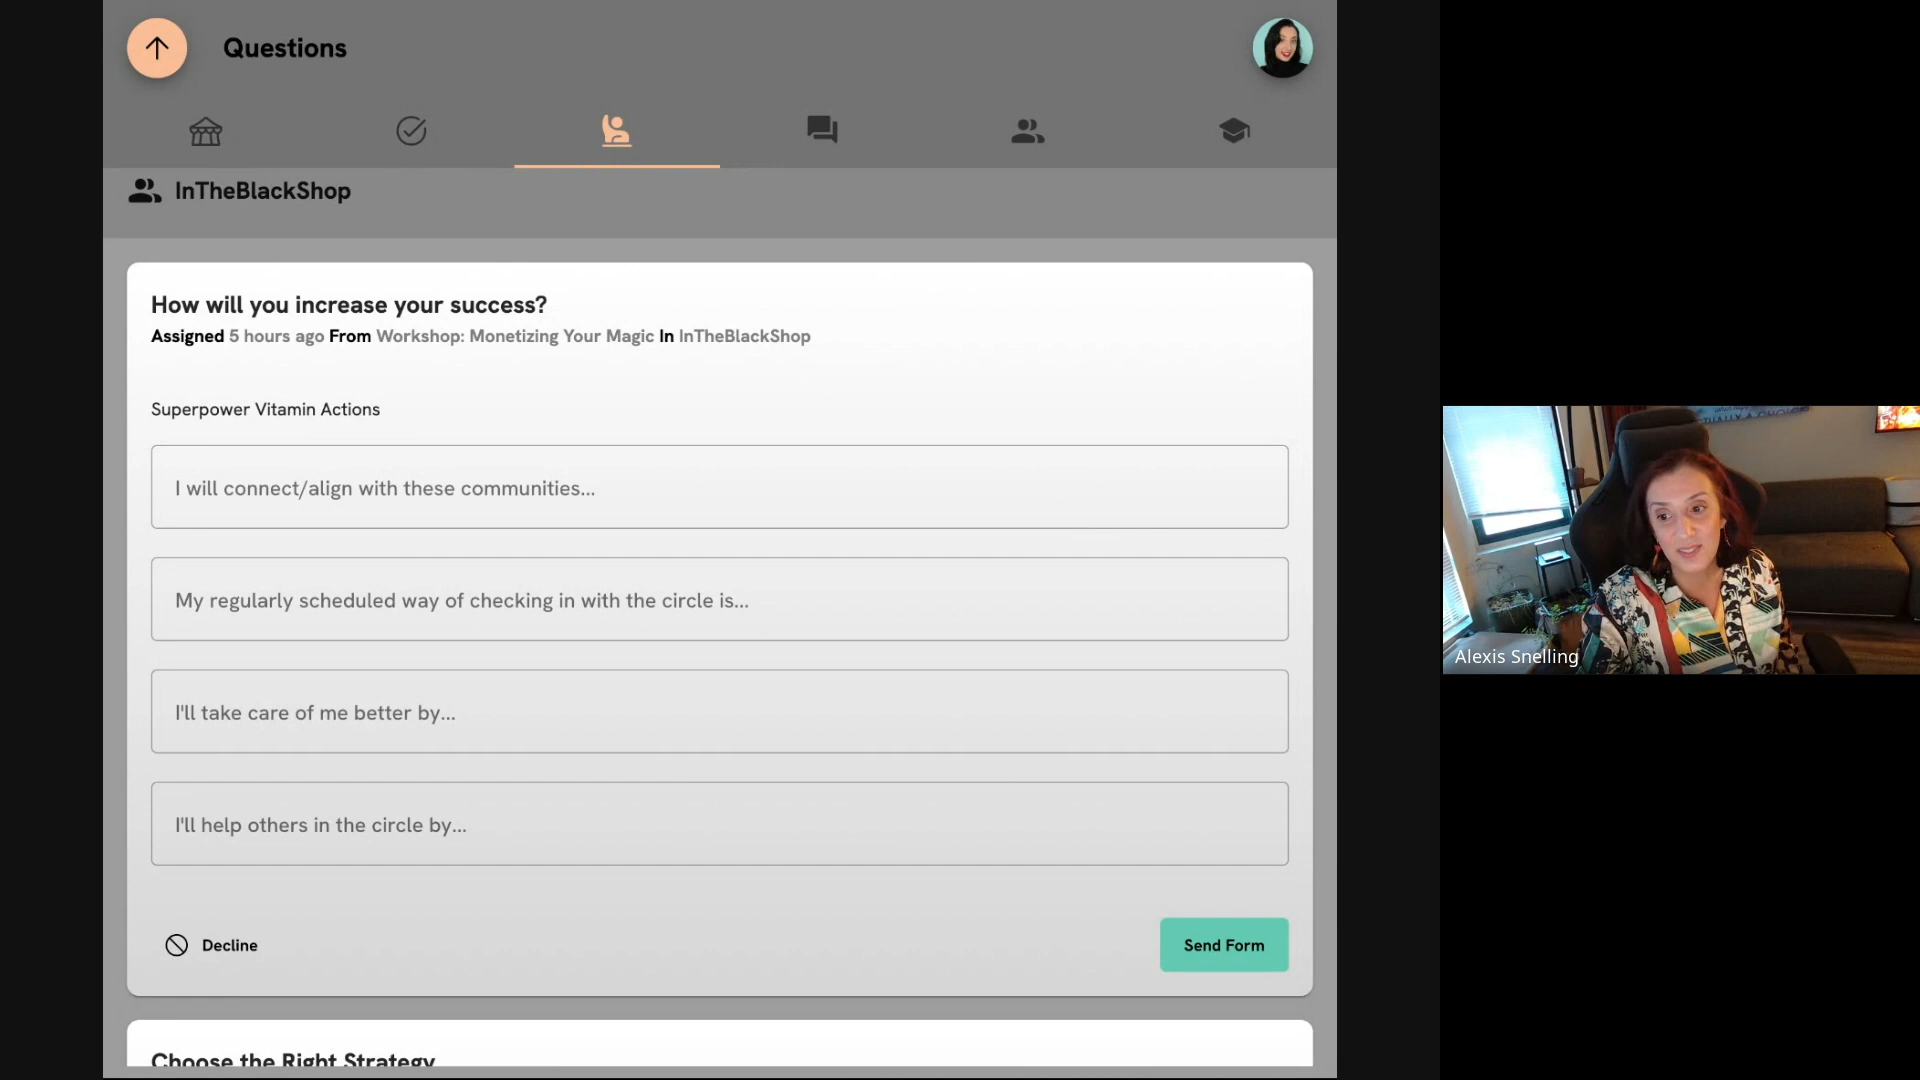 Questions
InTheBlackShop
How will you increase your success?
Assigned 5 hours ago From Workshop: Monetizing Your Magic In InTheBlackShop
Superpower Vitamin Actions
I will connect/align with these communities...
My regularly scheduled way of checking in with the circle is...
I'll take care of me better by...
I'll help others in the circle by...
Decline
Send Form
Choose the Right Strategy
Alexis Snelling